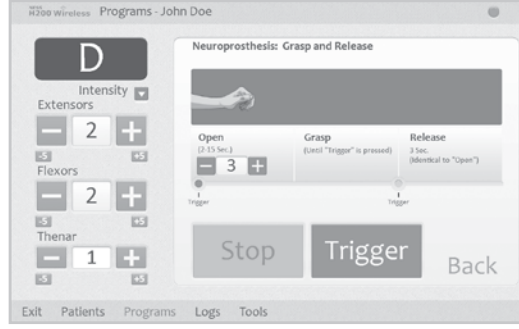 H200 Wireless Programs - John Doe
D
Intensity
Extensors
2
-5 +5
Flexors
2
-5 +5
Thenar
1
-5 +5
Neuroprosthesis: Grasp and Release
Open
(2-15 Sec.)
3
Grasp
(Until "Trigger" is pressed)
Release
3 Sec.
(Identical to "Open")
Trigger Trigger
Stop Trigger Back
Exit Patients Programs Logs Tools